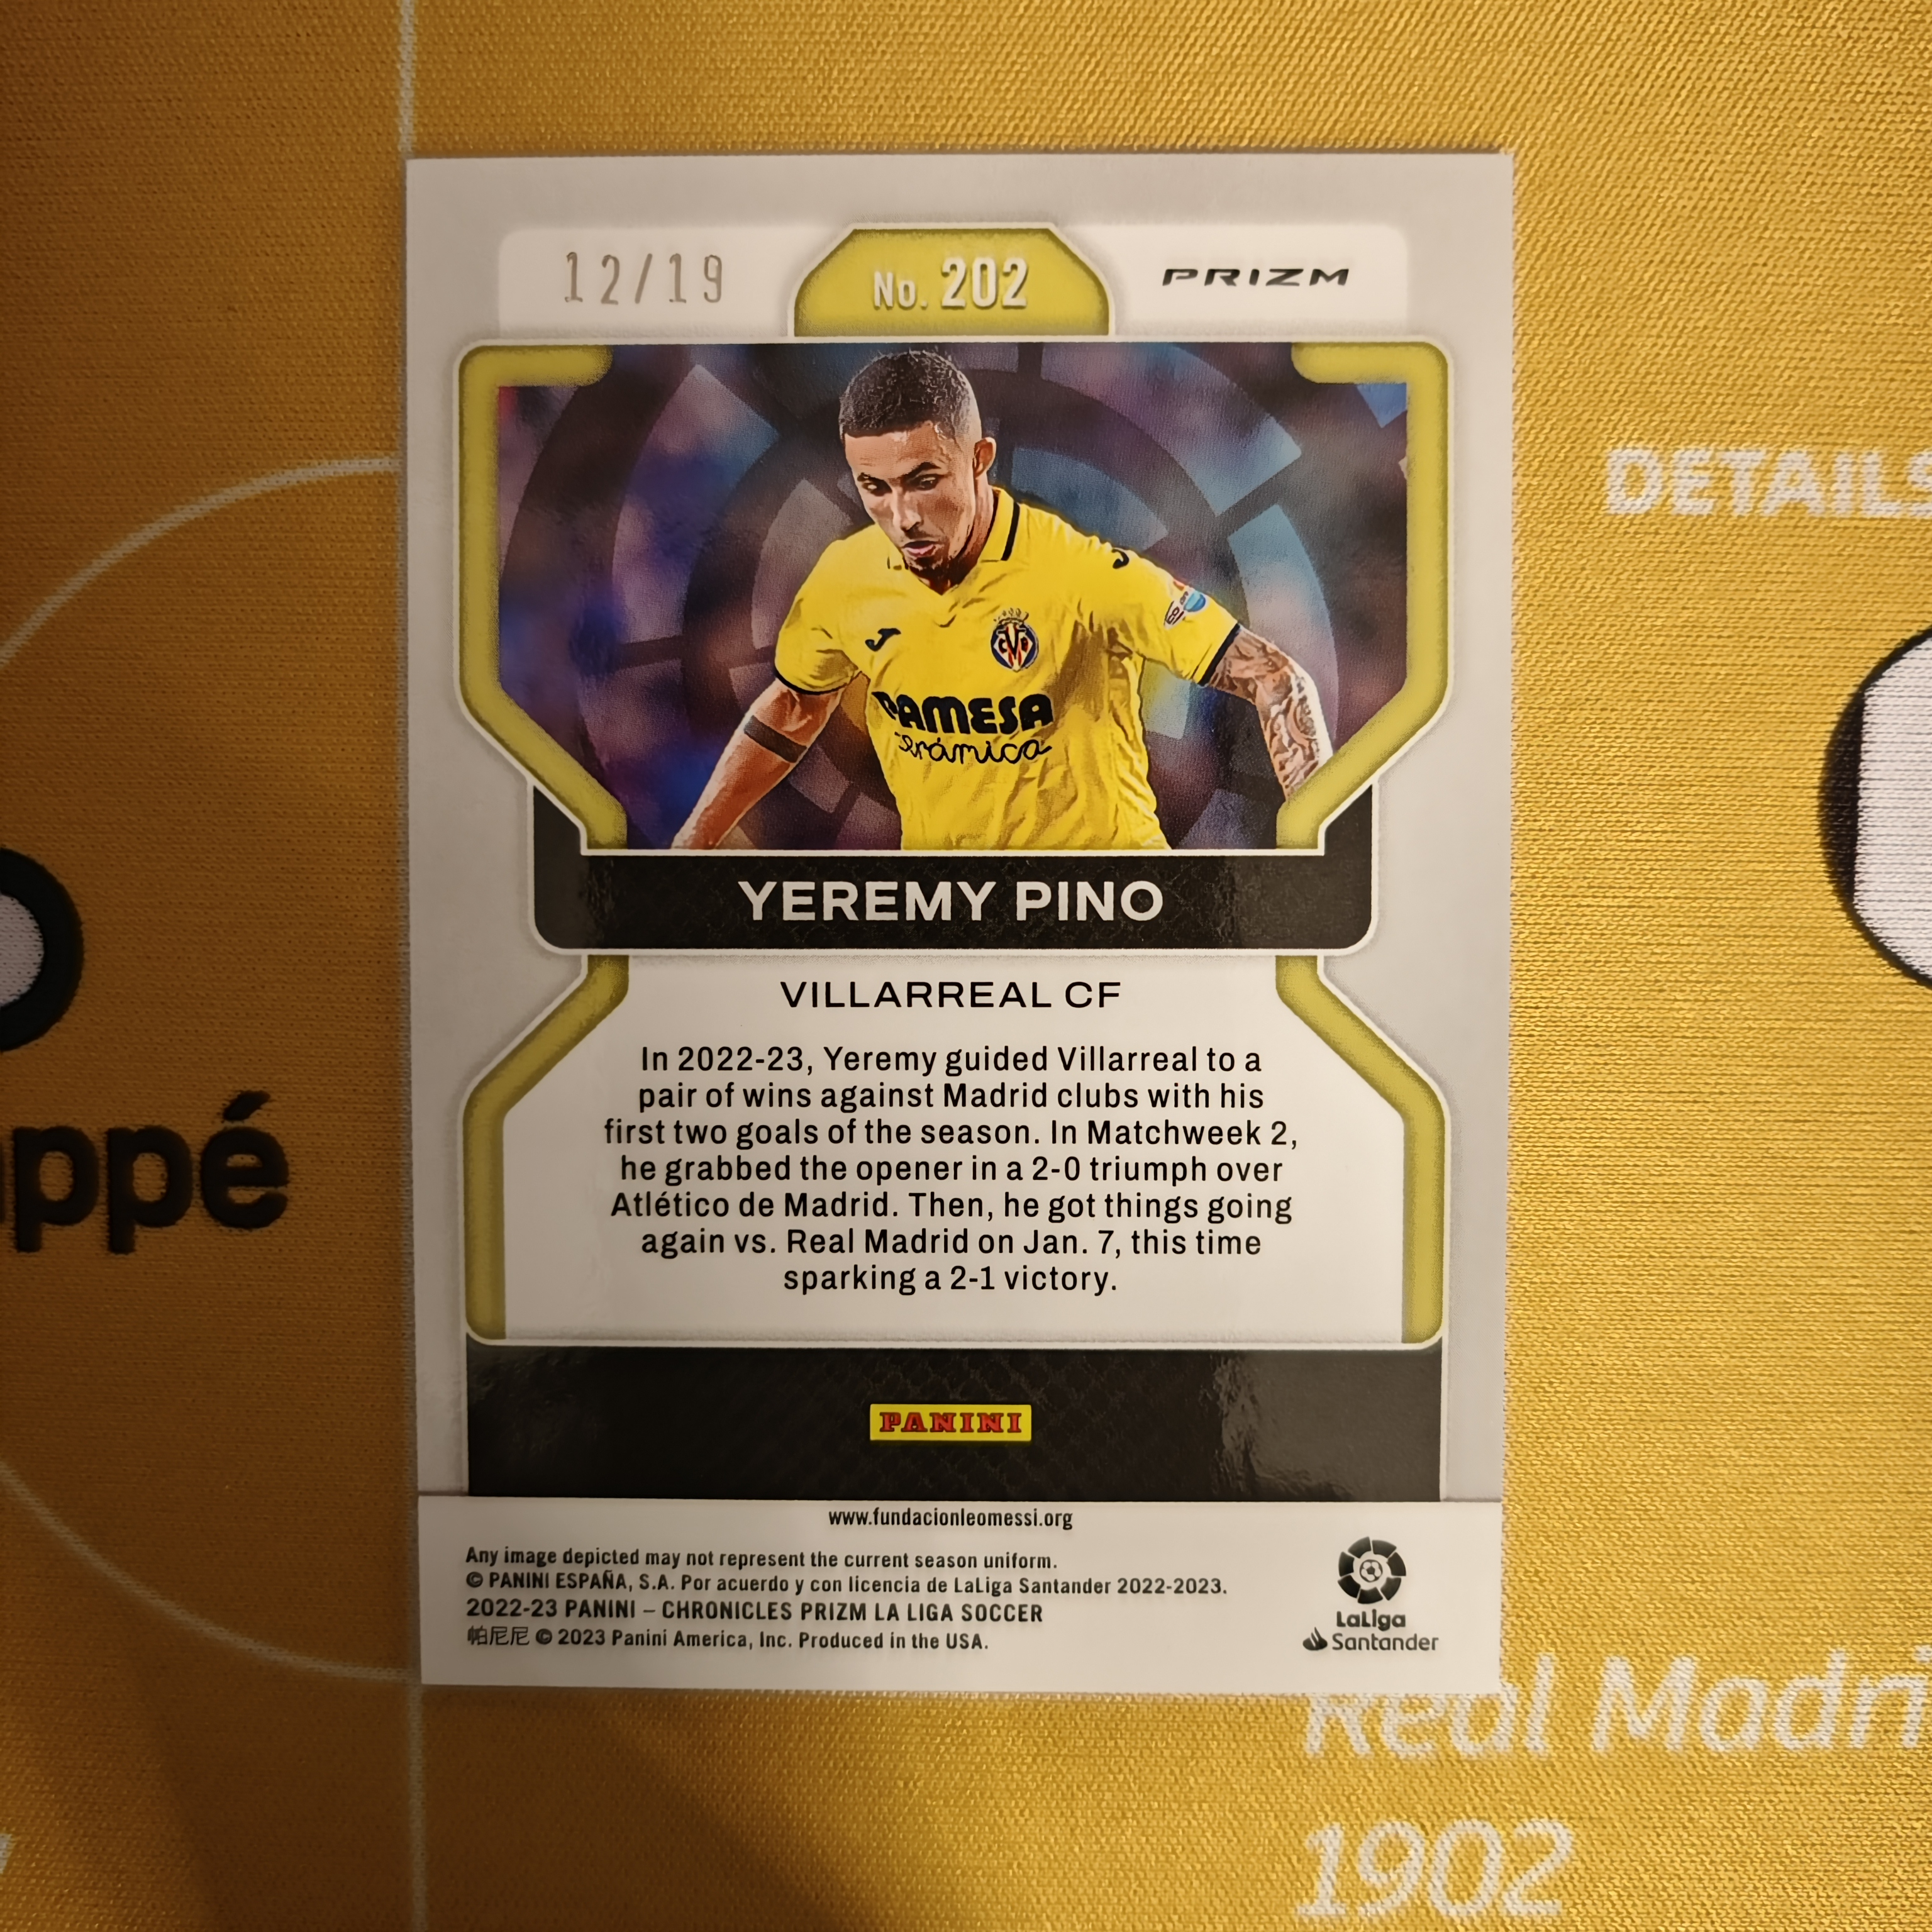 12/19
No. 202
PRIZM
DETAILS
PAMESA
cerámica
YEREMY PINO
VILLARREAL CF
In 2022-23, Yeremy guided Villarreal to a
pair of wins against Madrid clubs with his
first two goals of the season. In Matchweek 2,
he grabbed the opener in a 2-0 triumph over
Atlético de Madrid. Then, he got things going
again vs. Real Madrid on Jan. 7, this time
sparking a 2-1 victory.
ppé
PANINI
www.fundacionleomessi.org
Any image depicted may not represent the current season uniform.
© PANINI ESPAÑA, S.A. Por acuerdo y con licencia de LaLiga Santander 2022-2023.
2022-23 PANINI – CHRONICLES PRIZM LA LIGA SOCCER
帕尼尼 © 2023 Panini America, Inc. Produced in the USA.
LaLiga
Santander
Real Madri
1902